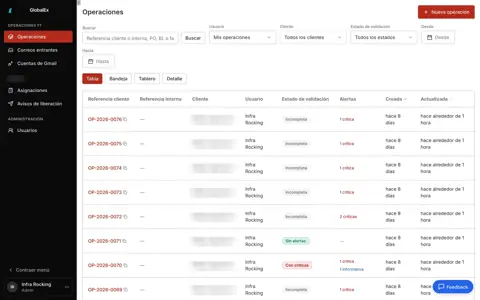 GlobalEx
OPERACIONES FT
Operaciones
Correos entrantes
Cuentas de Gmail
Asignaciones
Avisos de liberación
ADMINISTRACIÓN
Usuarios
Contraer menú
IR
Infra Rocking
Admin
Operaciones
+ Nueva operación
Buscar
Referencia cliente o interna, PO, BL o fa
Buscar
Usuario
Mis operaciones
Cliente
Todos los clientes
Estado de validación
Todos los estados
Desde
Desde
Hasta
Hasta
Tabla
Bandeja
Tablero
Detalle
Referencia cliente
Referencia interna
Cliente
Usuario
Estado de validación
Alertas
Creada
Actualizada
OP-2026-0076
—
Infra Rocking
Incompleta
1 crítica
hace 8 días
hace alrededor de 1 hora
OP-2026-0075
—
Infra Rocking
Incompleta
1 crítica
hace 8 días
hace alrededor de 1 hora
OP-2026-0074
—
Infra Rocking
Incompleta
1 crítica
hace 8 días
hace alrededor de 1 hora
OP-2026-0073
—
Infra Rocking
Incompleta
1 crítica
hace 8 días
hace alrededor de 1 hora
OP-2026-0072
—
Infra Rocking
Incompleta
2 críticas
hace 8 días
hace alrededor de 1 hora
OP-2026-0071
—
Infra Rocking
Sin alertas
—
hace 8 días
hace alrededor de 1 hora
OP-2026-0070
—
Infra Rocking
Con críticas
1 crítica
1 informativa
hace 8 días
hace alrededor de 1 hora
OP-2026-0069
—
Infra Rocking
Incompleta
1 crítica
hace 8 días
Feedback